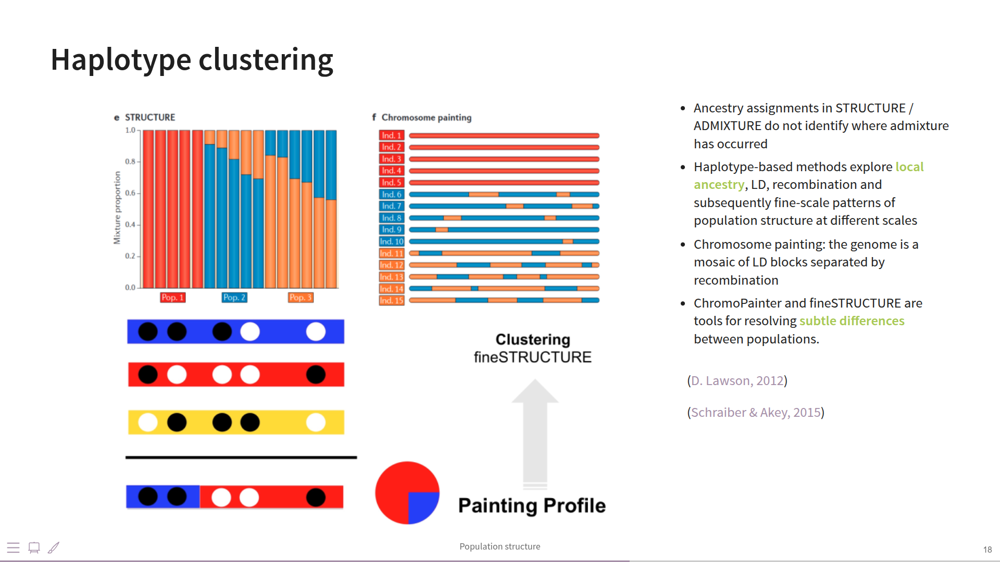 Haplotype clustering
e STRUCTURE
1.0
0.8
0.6
0.4
0.2
0.0
Mixture proportion
Pop. 1
Pop. 2
Pop. 3
f Chromosome painting
Ind. 1
Ind. 2
Ind. 3
Ind. 4
Ind. 5
Ind. 6
Ind. 7
Ind. 8
Ind. 9
Ind. 10
Ind. 11
Ind. 12
Ind. 13
Ind. 14
Ind. 15
Clustering
fineSTRUCTURE
Painting Profile
• Ancestry assignments in STRUCTURE /
ADMIXTURE do not identify where admixture
has occurred
• Haplotype-based methods explore local
ancestry, LD, recombination and
subsequently fine-scale patterns of
population structure at different scales
• Chromosome painting: the genome is a
mosaic of LD blocks separated by
recombination
• ChromoPainter and fineSTRUCTURE are
tools for resolving subtle differences
between populations.
(D. Lawson, 2012)
(Schraiber & Akey, 2015)
Population structure
18